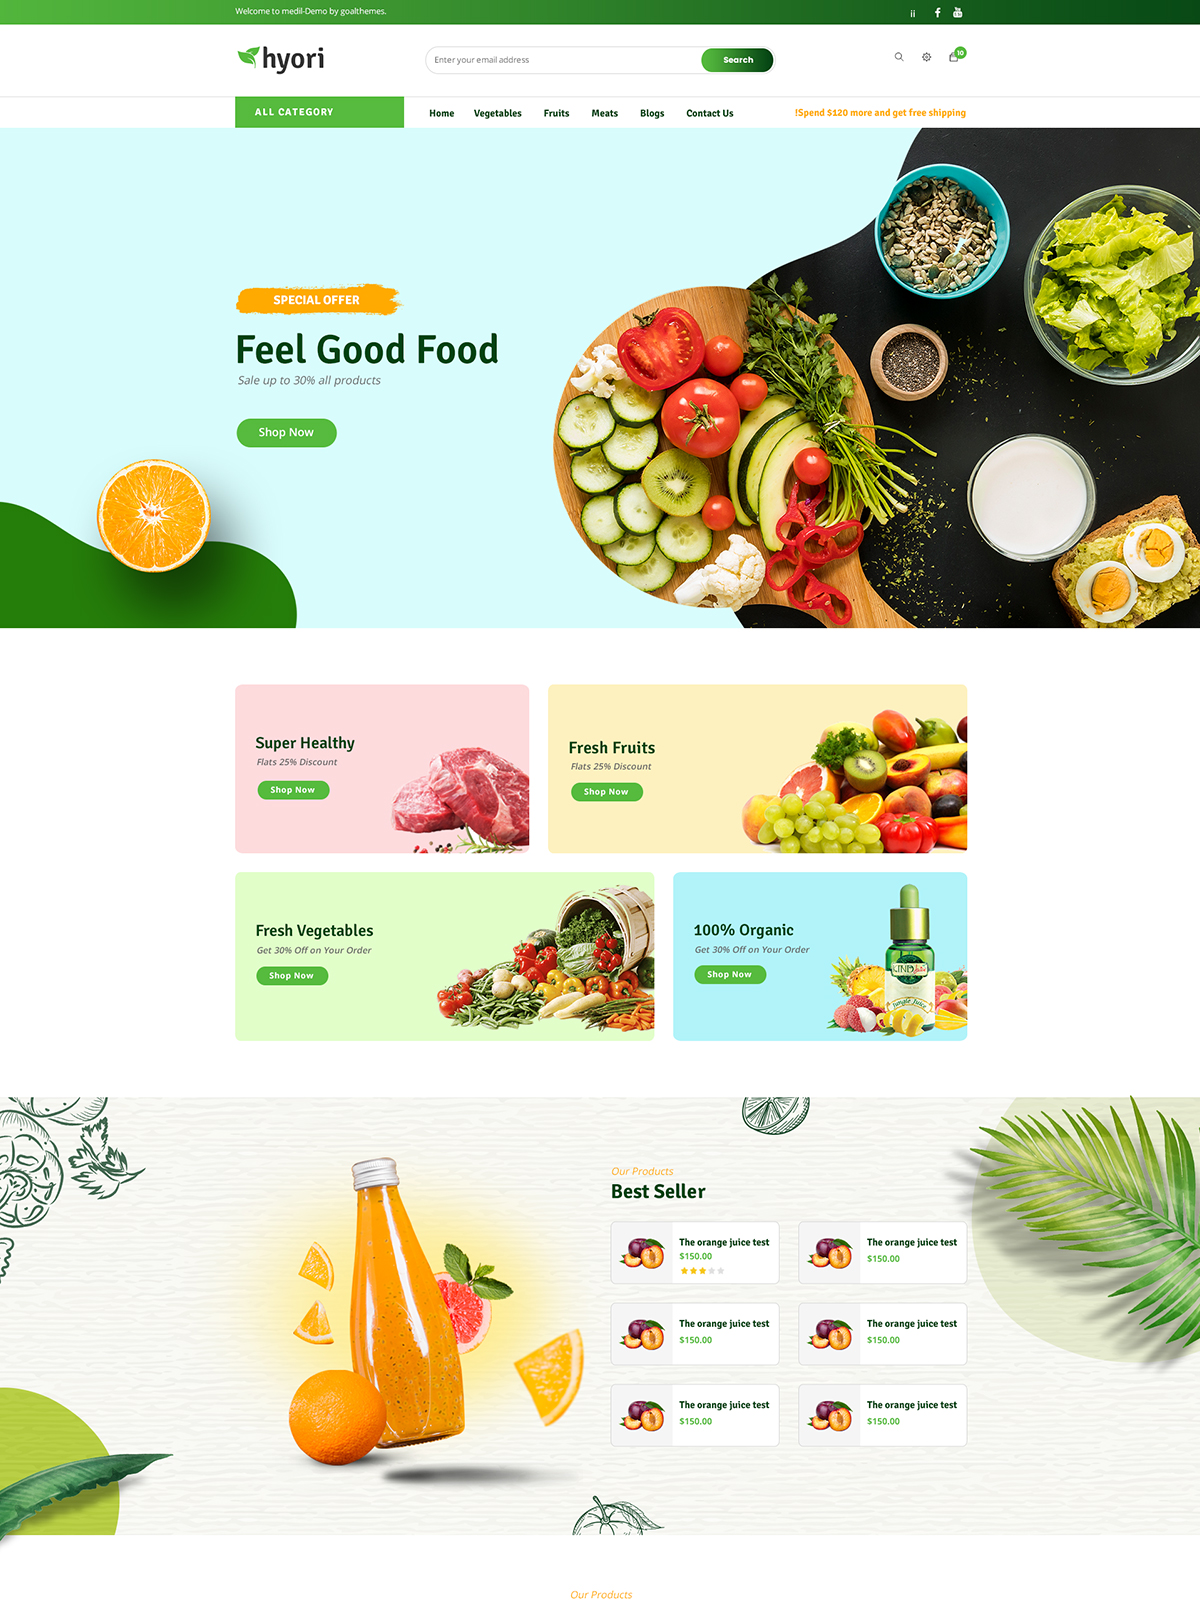 Welcome to medil-Demo by goalthemes.
hyori
Enter your email address
Search
10
ALL CATEGORY
Home
Vegetables
Fruits
Meats
Blogs
Contact Us
!Spend $120 more and get free shipping
SPECIAL OFFER
Feel Good Food
Sale up to 30% all products
Shop Now
Super Healthy
Flats 25% Discount
Shop Now
Fresh Fruits
Flats 25% Discount
Shop Now
Fresh Vegetables
Get 30% Off on Your Order
Shop Now
100% Organic
Get 30% Off on Your Order
Shop Now
KIND
Jungle Juice
Our Products
Best Seller
The orange juice test
$150.00
The orange juice test
$150.00
The orange juice test
$150.00
The orange juice test
$150.00
The orange juice test
$150.00
The orange juice test
$150.00
Our Products